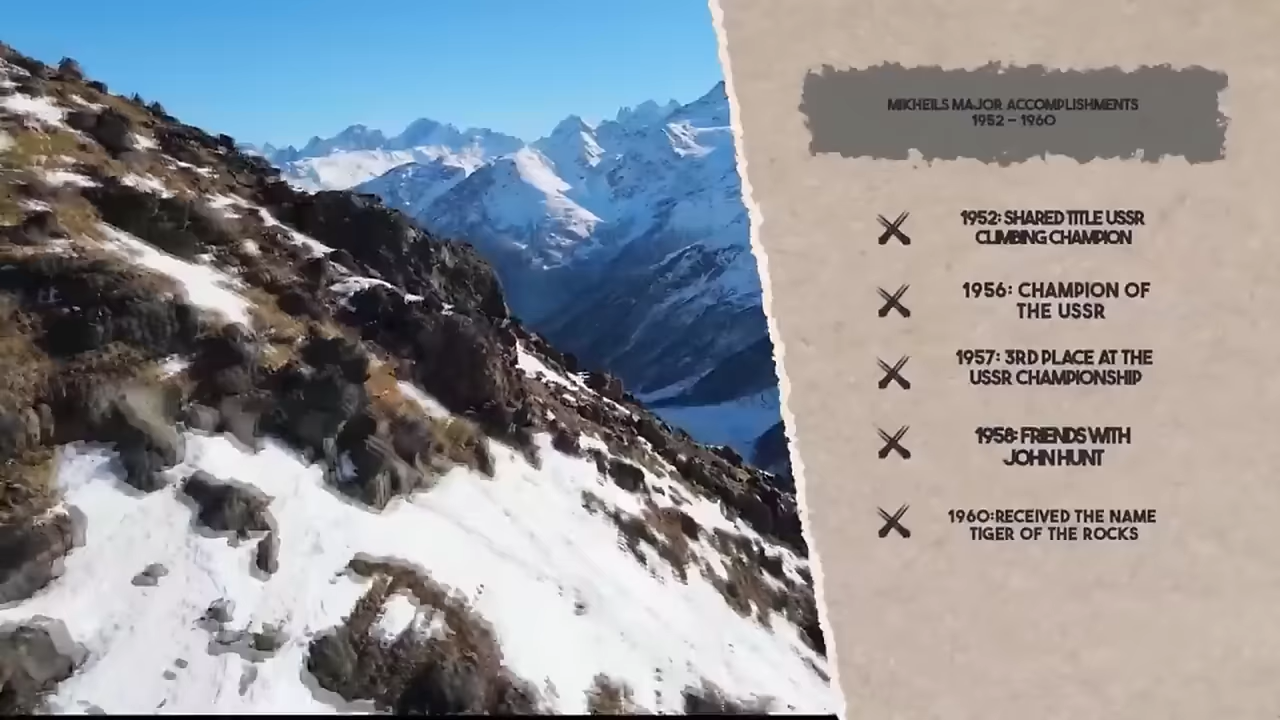 MIKHEILS MAJOR ACCOMPLISHMENTS
1952 - 1960
1952: SHARED TITLE USSR
CLIMBING CHAMPION
1956: CHAMPION OF
THE USSR
1957: 3RD PLACE AT THE
USSR CHAMPIONSHIP
1958: FRIENDS WITH
JOHN HUNT
1960:RECEIVED THE NAME
TIGER OF THE ROCKS